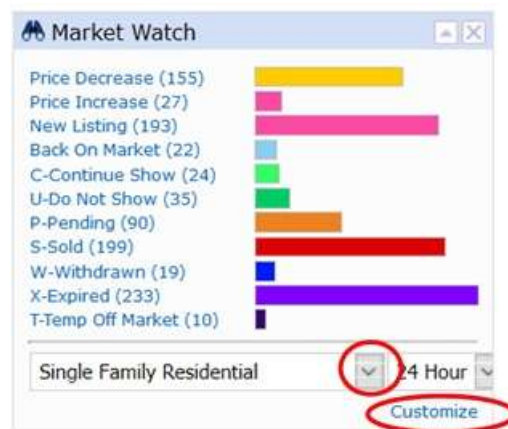 Market Watch
Price Decrease (155)
Price Increase (27)
New Listing (193)
Back On Market (22)
C-Continue Show (24)
U-Do Not Show (35)
P-Pending (90)
S-Sold (199)
W-Withdrawn (19)
X-Expired (233)
T-Temp Off Market (10)
Single Family Residential 24 Hour
Customize